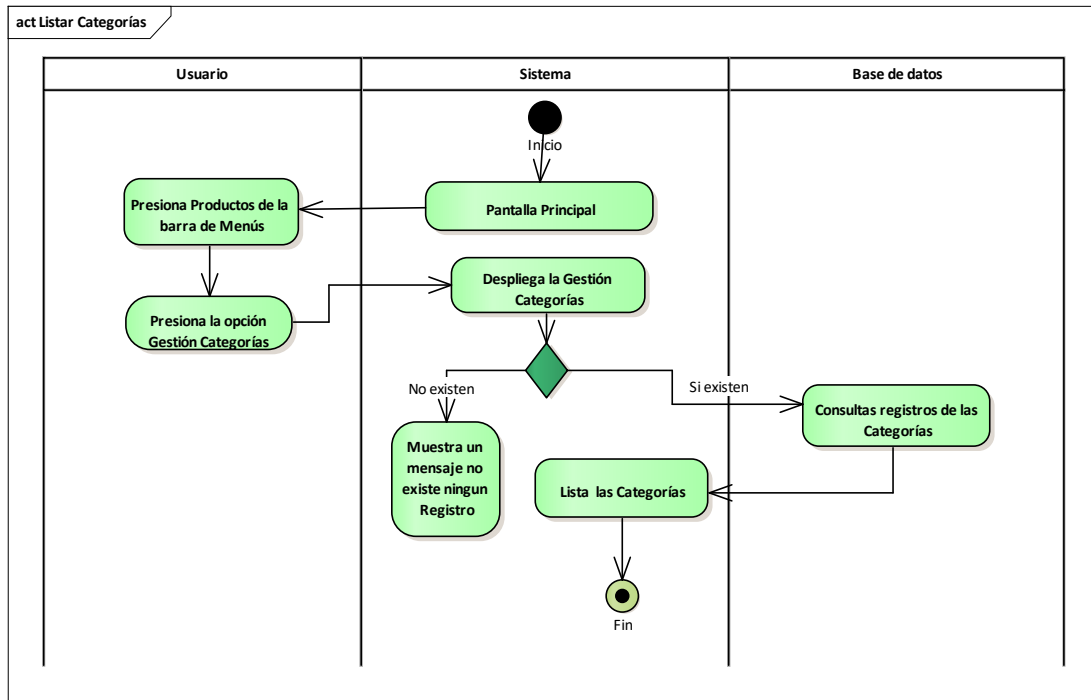 act Listar Categorías
Usuario
Sistema
Base de datos
Inicio
Presiona Productos de la
barra de Menús
Pantalla Principal
Despliega la Gestión
Categorías
Presiona la opción
Gestión Categorías
No existen
Si existen
Consultas registros de las
Categorías
Muestra un
mensaje no
existe ningun
Registro
Lista las Categorías
Fin